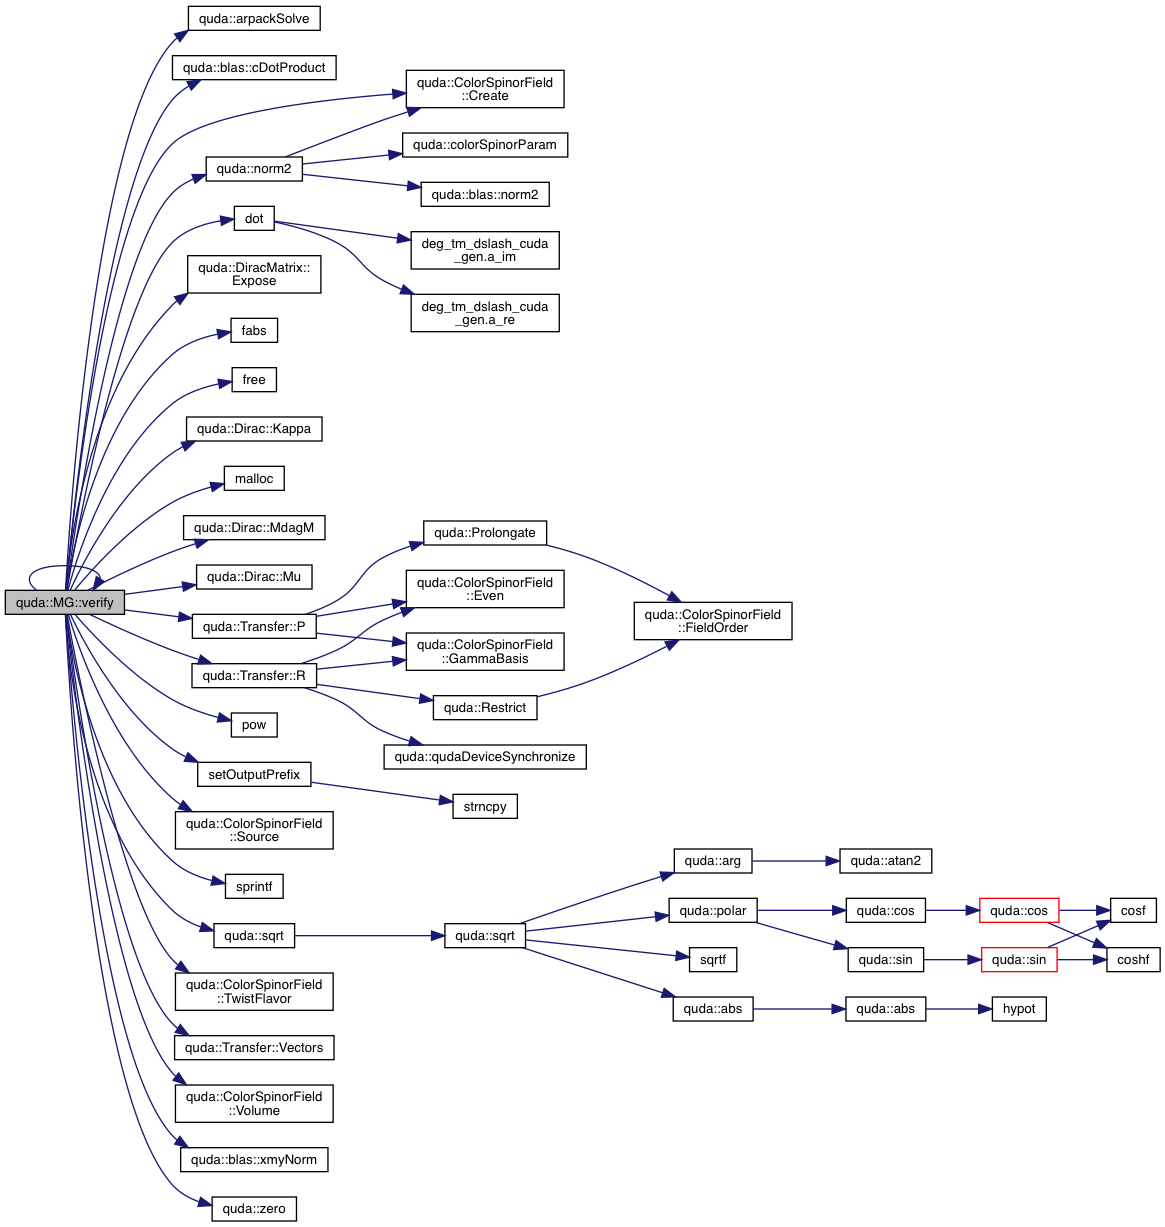 quda::MG::verify
quda::arpackSolve
quda::blas::cDotProduct
quda::ColorSpinorField
::Create
quda::norm2
quda::colorSpinorParam
quda::blas::norm2
dot
deg_tm_dslash_cuda
_gen.a_im
deg_tm_dslash_cuda
_gen.a_re
quda::DiracMatrix::
Expose
fabs
free
quda::Dirac::Kappa
malloc
quda::Dirac::MdagM
quda::Dirac::Mu
quda::Transfer::P
quda::Prolongate
quda::ColorSpinorField
::Even
quda::ColorSpinorField
::GammaBasis
quda::ColorSpinorField
::FieldOrder
quda::Transfer::R
quda::Restrict
quda::qudaDeviceSynchronize
pow
setOutputPrefix
strncpy
quda::ColorSpinorField
::Source
sprintf
quda::sqrt
quda::sqrt
quda::arg
quda::atan2
quda::polar
quda::cos
quda::cos
cosf
quda::sin
quda::sin
coshf
sqrtf
quda::abs
quda::abs
hypot
quda::ColorSpinorField
::TwistFlavor
quda::Transfer::Vectors
quda::ColorSpinorField
::Volume
quda::blas::xmyNorm
quda::zero